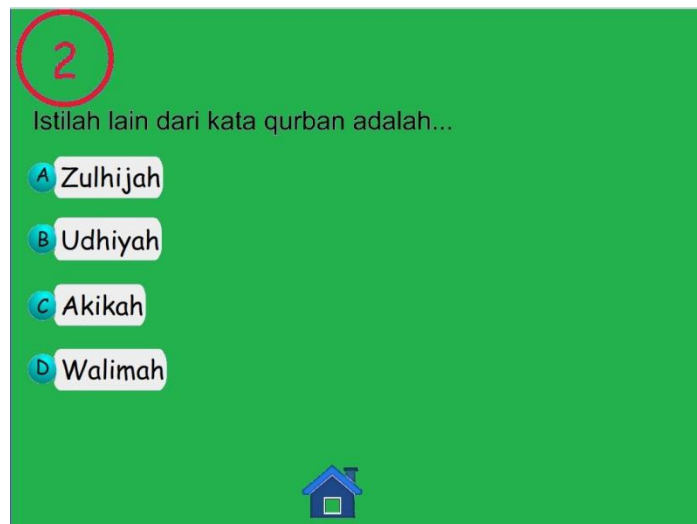 2
Istilah lain dari kata qurban adalah...
A Zulhijah
B Udhiyah
C Akikah
D Walimah